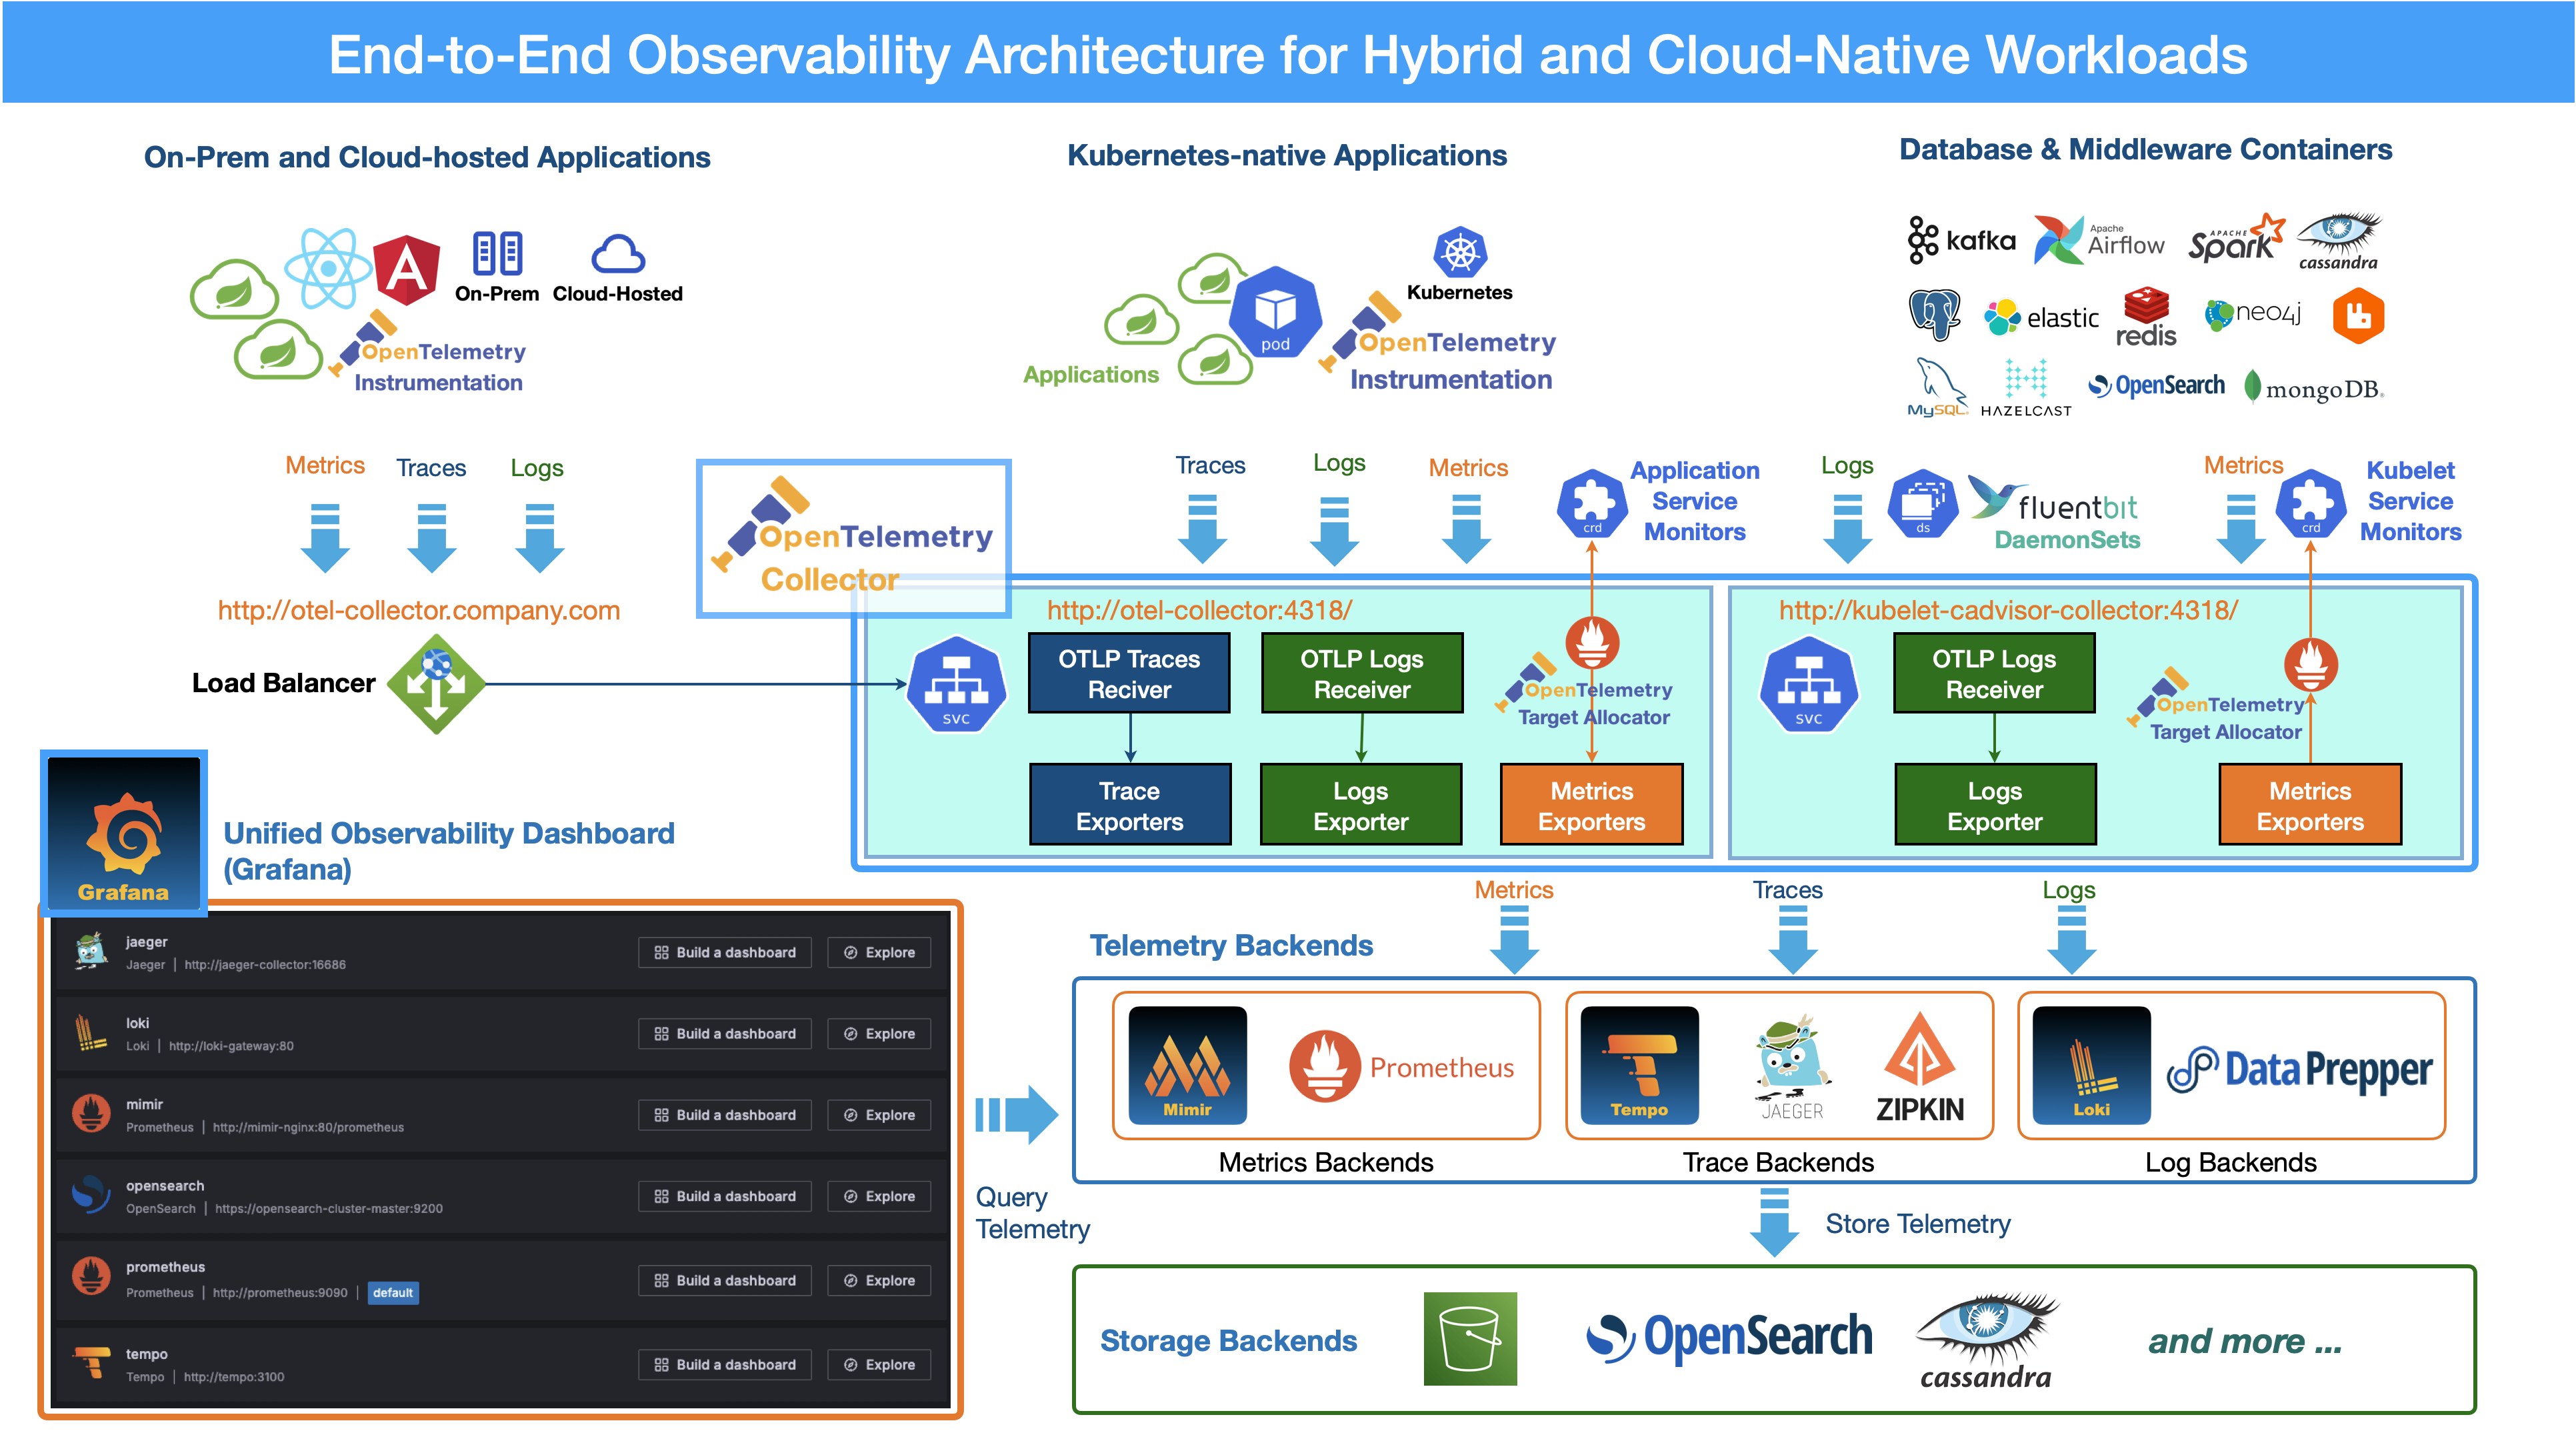 End-to-End Observability Architecture for Hybrid and Cloud-Native Workloads
On-Prem and Cloud-hosted Applications
On-Prem
Cloud-Hosted
OpenTelemetry
Instrumentation
Metrics
Traces
Logs
http://otel-collector.company.com
Load Balancer
Kubernetes-native Applications
Applications
pod
Kubernetes
OpenTelemetry
Instrumentation
Traces
Logs
Metrics
crd
Application
Service
Monitors
Database & Middleware Containers
kafka
Apache
Airflow
APACHE
Spark
cassandra
elastic
redis
neo4j
MySQL
HAZELCAST
OpenSearch
mongoDB
Logs
ds
fluentbit
DaemonSets
Metrics
crd
Kubelet
Service
Monitors
OpenTelemetry
Collector
http://otel-collector:4318/
svc
OTLP Traces
Reciver
OTLP Logs
Receiver
OpenTelemetry
Target Allocator
Trace
Exporters
Logs
Exporter
Metrics
Exporters
http://kubelet-cadvisor-collector:4318/
svc
OTLP Logs
Receiver
OpenTelemetry
Target Allocator
Logs
Exporter
Metrics
Exporters
Grafana
Unified Observability Dashboard
(Grafana)
jaeger
Jaeger | http://jaeger-collector:16686
Build a dashboard
Explore
loki
Loki | http://loki-gateway:80
Build a dashboard
Explore
mimir
Prometheus | http://mimir-nginx:80/prometheus
Build a dashboard
Explore
opensearch
OpenSearch | https://opensearch-cluster-master:9200
Build a dashboard
Explore
prometheus
Prometheus | http://prometheus:9090 | default
Build a dashboard
Explore
tempo
Tempo | http://tempo:3100
Build a dashboard
Explore
Query
Telemetry
Metrics
Traces
Logs
Telemetry Backends
Mimir
Prometheus
Metrics Backends
Tempo
JAEGER
ZIPKIN
Trace Backends
Loki
Data Prepper
Log Backends
Store Telemetry
Storage Backends
OpenSearch
cassandra
and more ...